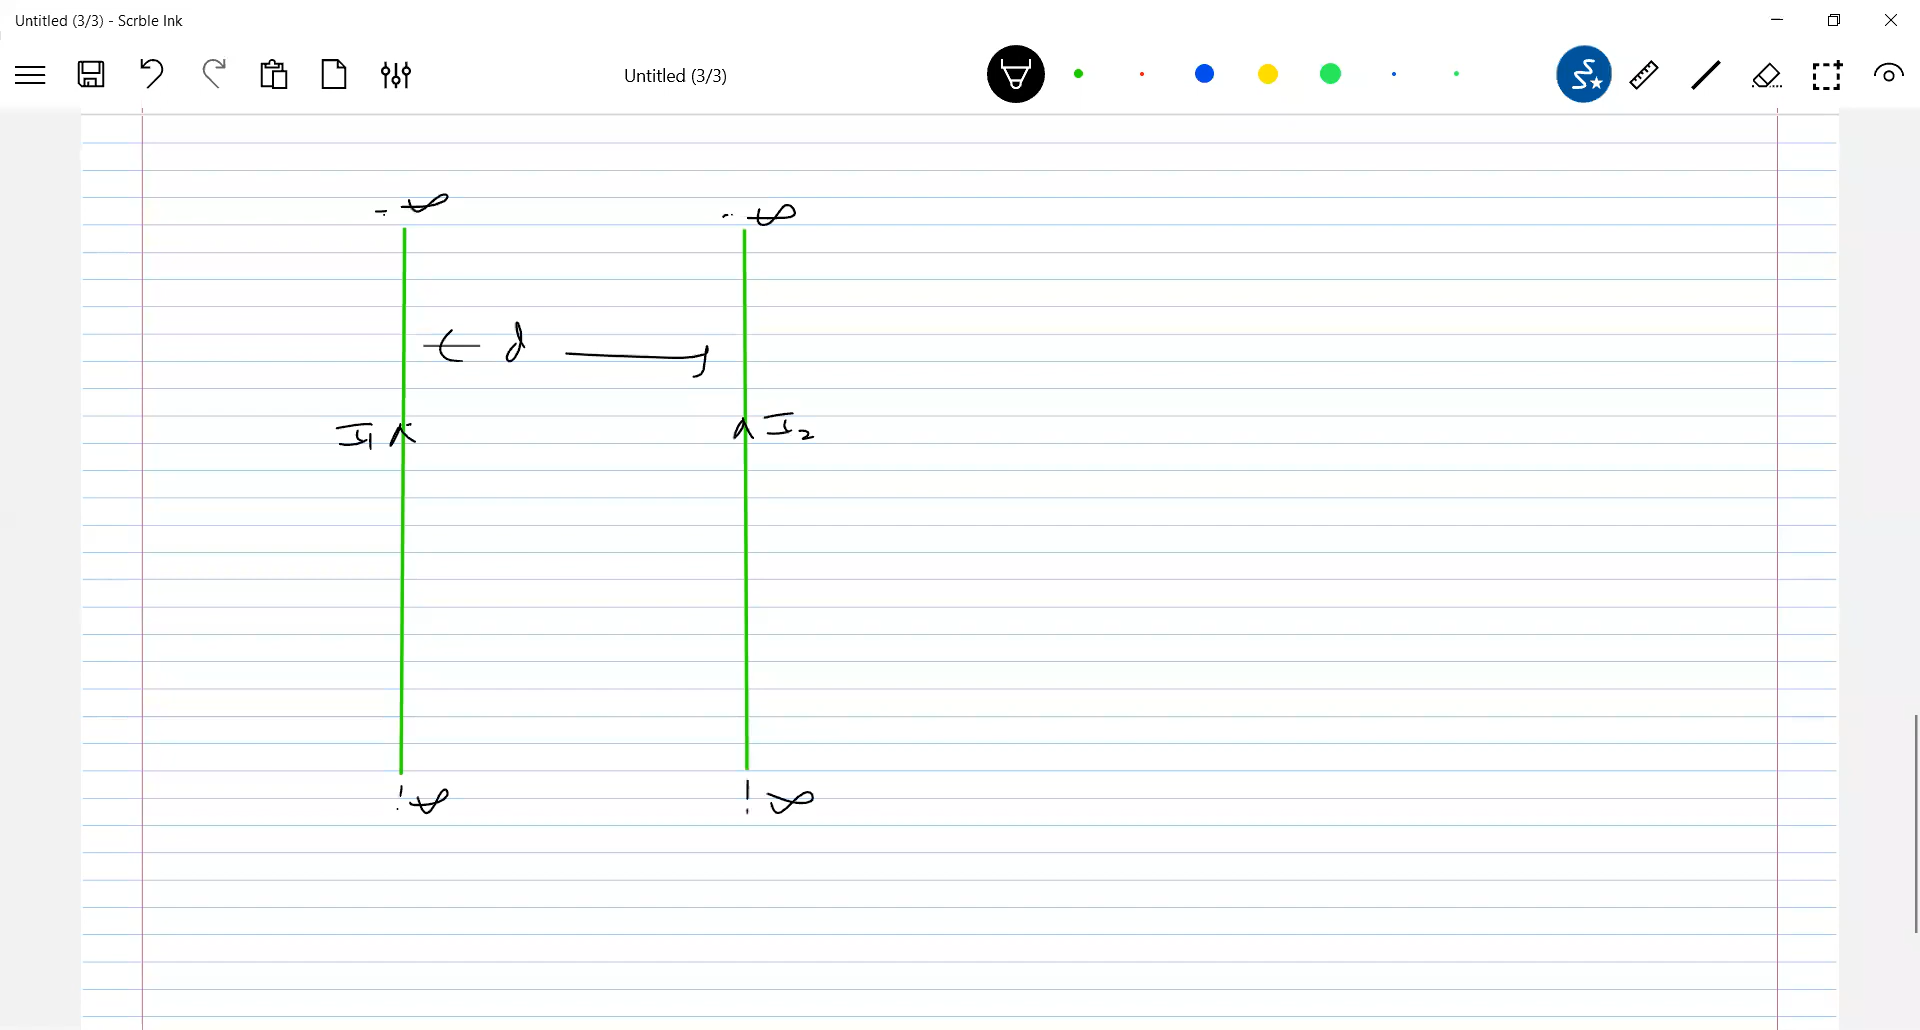 Untitled (3/3) - Scrble Ink
Untitled (3/3)
- ∞ - ∞
← d →
I1 I2
∞ ∞